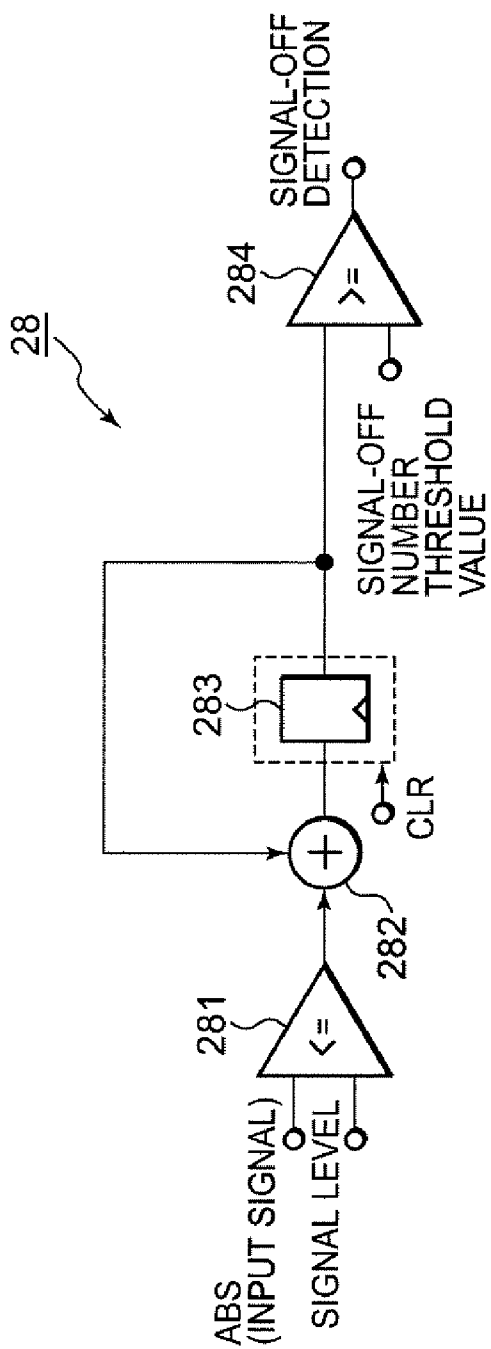 28
ABS
(INPUT SIGNAL)
SIGNAL LEVEL
281
<=
282
+
283
CLR
284
>=
SIGNAL-OFF
NUMBER
THRESHOLD
VALUE
SIGNAL-OFF
DETECTION